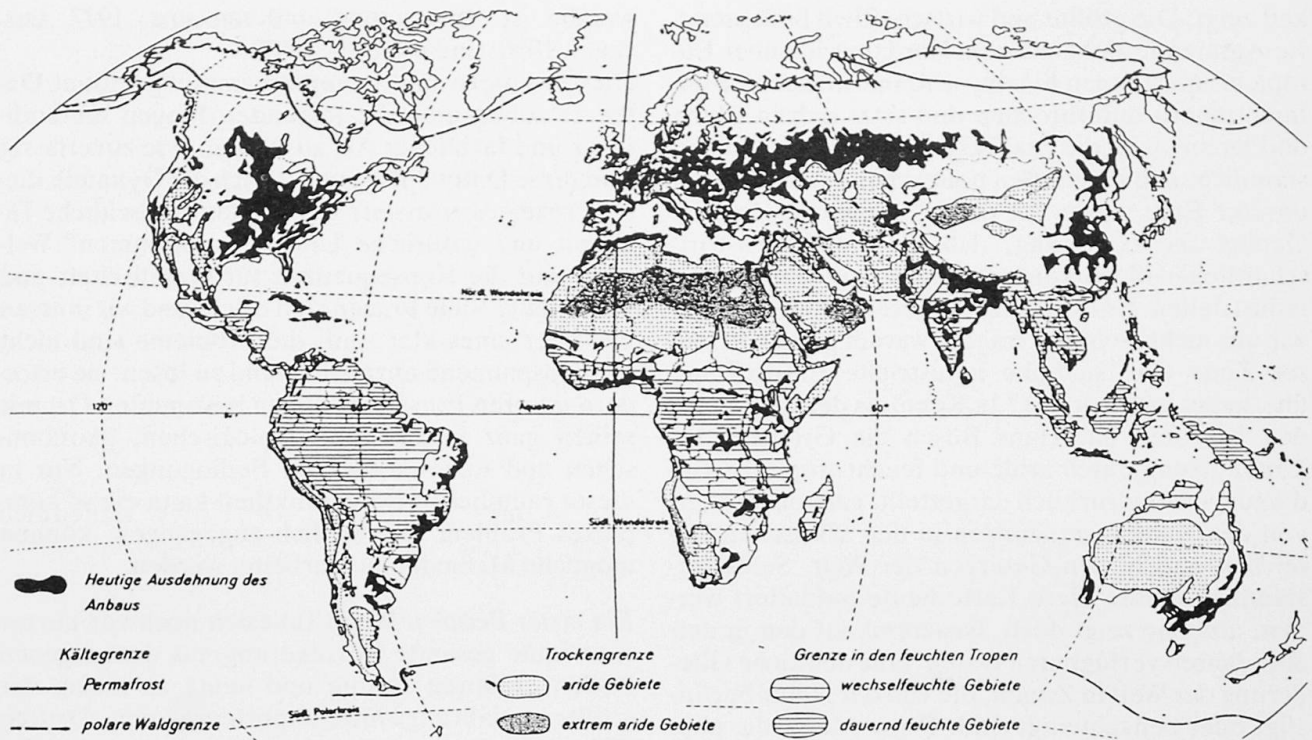 Nördl. Wendekreis
120°
60°
Äquator
60°
Südl. Wendekreis
Heutige Ausdehnung des
Anbaus
Kältegrenze
Trockengrenze
Grenze in den feuchten Tropen
Permafrost
aride Gebiete
wechselfeuchte Gebiete
polare Waldgrenze
Südl. Polarkreis
extrem aride Gebiete
dauernd feuchte Gebiete